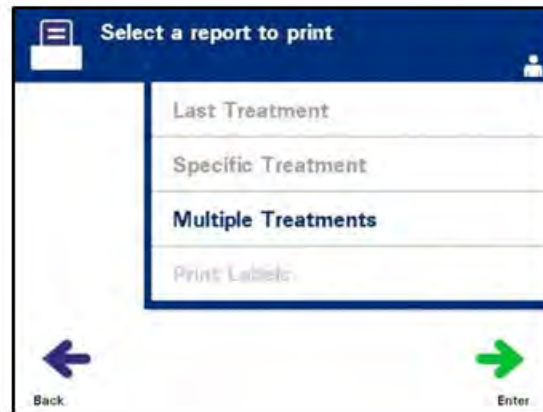 Select a report to print
Last Treatment
Specific Treatment
Multiple Treatments
Print Labels
Back
Enter